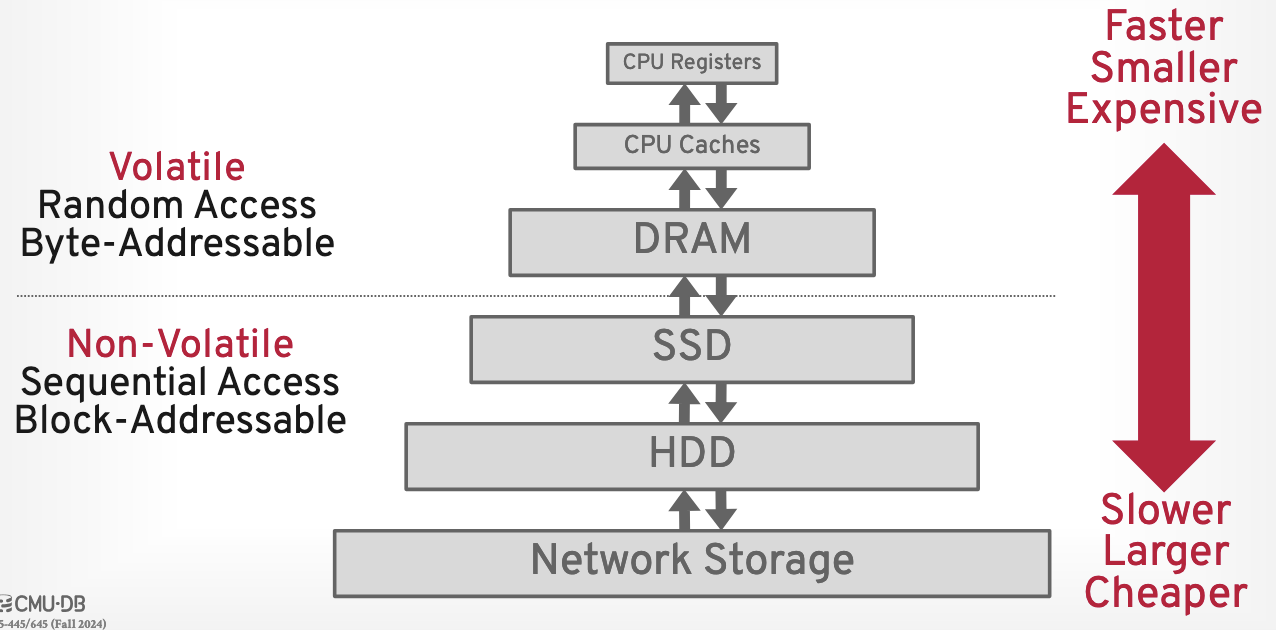 Faster
Smaller
Expensive
CPU Registers
CPU Caches
Volatile
Random Access
Byte-Addressable
DRAM
Non-Volatile
Sequential Access
Block-Addressable
SSD
HDD
Network Storage
Slower
Larger
Cheaper
CMU·DB
5-445/645 (Fall 2024)